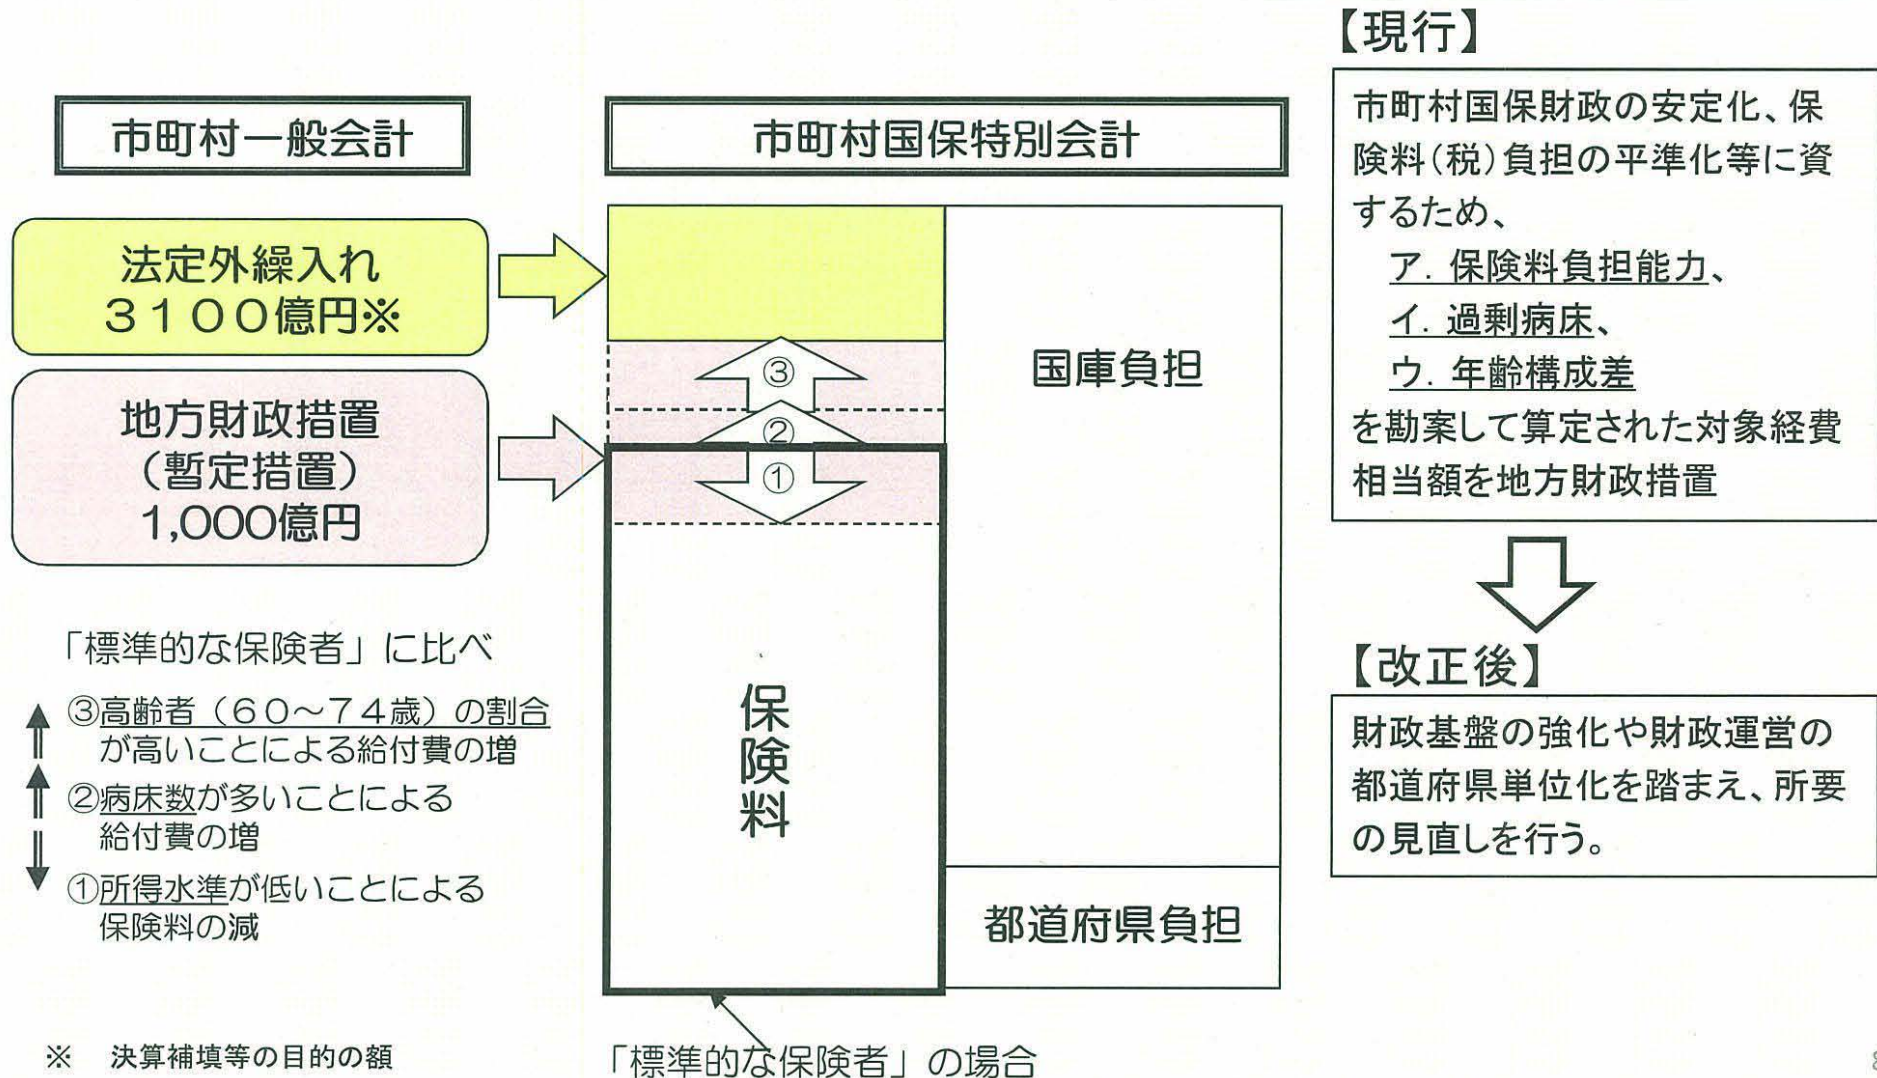 市町村一般会計
市町村国保特別会計
法定外繰入れ
３１００億円※
地方財政措置
（暫定措置）
1,000億円
③
②
①
国庫負担
保険料
都道府県負担
「標準的な保険者」に比べ
③高齢者（６０～７４歳）の割合
が高いことによる給付費の増
②病床数が多いことによる
給付費の増
①所得水準が低いことによる
保険料の減
※　決算補填等の目的の額
「標準的な保険者」の場合
【現行】
市町村国保財政の安定化、保
険料（税）負担の平準化等に資
するため、
ア．保険料負担能力、
イ．過剰病床、
ウ．年齢構成差
を勘案して算定された対象経費
相当額を地方財政措置
【改正後】
財政基盤の強化や財政運営の
都道府県単位化を踏まえ、所要
の見直しを行う。